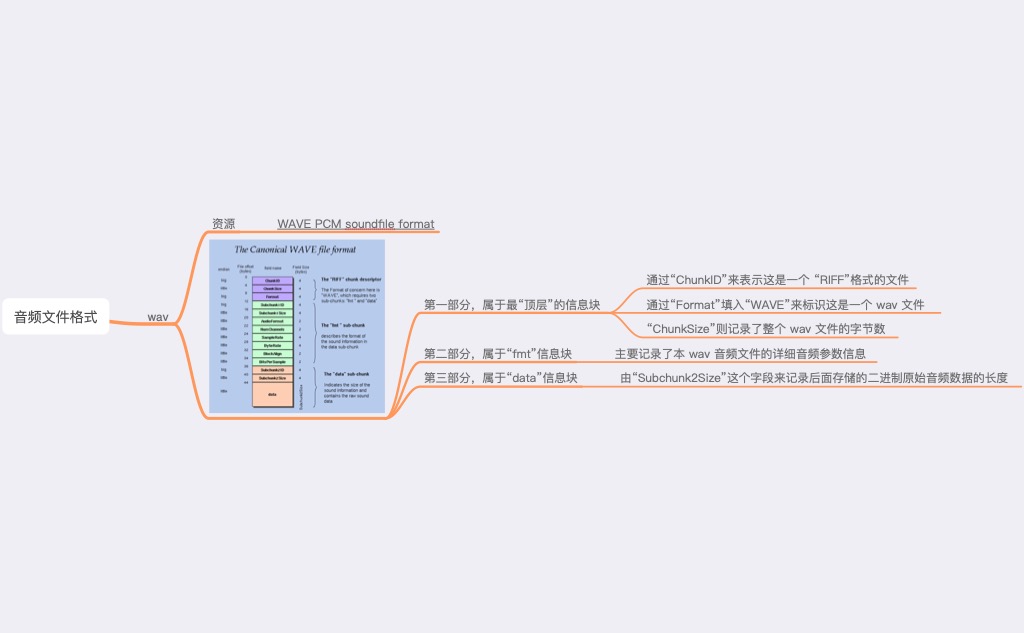 音频文件格式
wav
资源
WAVE PCM soundfile format
The Canonical WAVE file format
endian
File offset (bytes)
field name
Field Size (bytes)
big
0
ChunkID
4
little
4
ChunkSize
4
big
8
Format
4
big
12
Subchunk1ID
4
little
16
Subchunk1Size
4
little
20
AudioFormat
2
little
22
NumChannels
2
little
24
SampleRate
4
little
28
ByteRate
4
little
32
BlockAlign
2
little
34
BitsPerSample
2
big
36
Subchunk2ID
4
little
40
Subchunk2Size
4
little
44
data
Subchunk2Size
The "RIFF" chunk descriptor
The Format of concern here is
"WAVE", which requires two
sub-chunks: "fmt " and "data"
The "fmt " sub-chunk
describes the format of
the sound information in
the data sub-chunk
The "data" sub-chunk
Indicates the size of the
sound information and
contains the raw sound
data
第一部分，属于最“顶层”的信息块
通过“ChunkID”来表示这是一个 “RIFF”格式的文件
通过“Format”填入“WAVE”来标识这是一个 wav 文件
“ChunkSize”则记录了整个 wav 文件的字节数
第二部分，属于“fmt”信息块
主要记录了本 wav 音频文件的详细音频参数信息
第三部分，属于“data”信息块
由“Subchunk2Size”这个字段来记录后面存储的二进制原始音频数据的长度